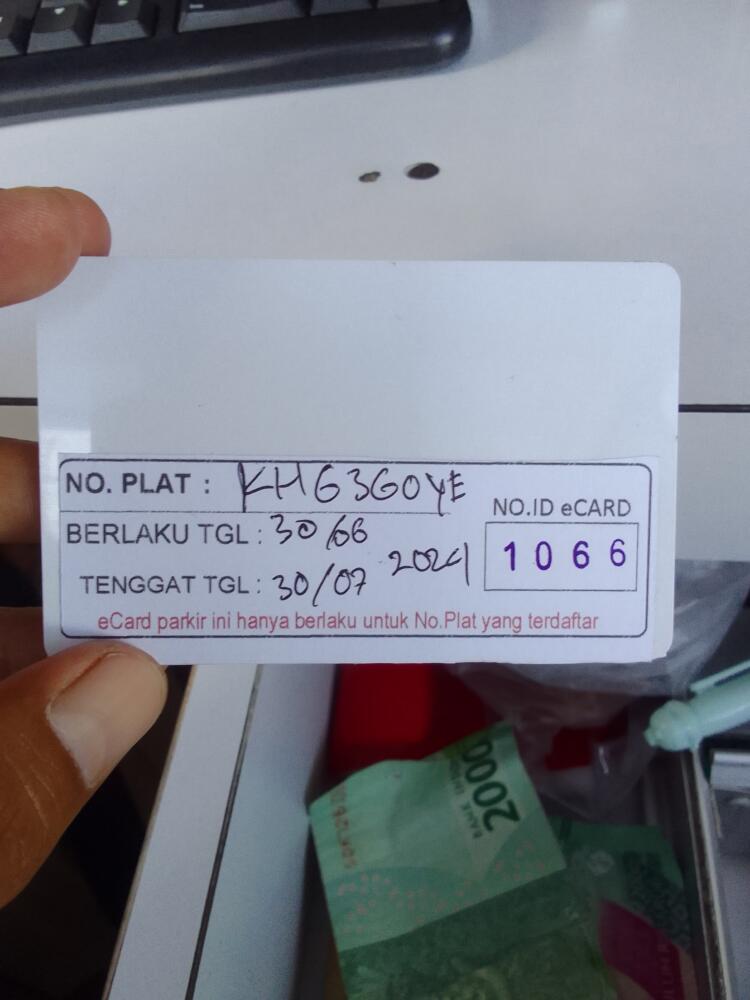 NO. PLAT : KH6360YE
BERLAKU TGL : 30/06
TENGGAT TGL : 30/07 2024
NO.ID eCARD
1066
eCard parkir ini hanya berlaku untuk No.Plat yang terdaftar
2000